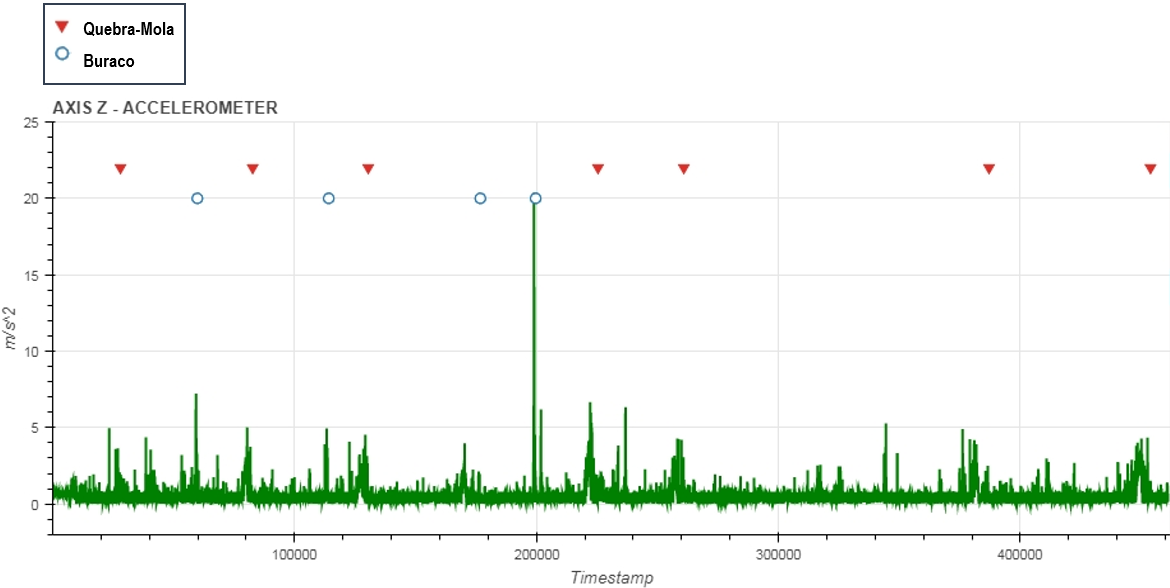 Quebra-Mola
Buraco
AXIS Z - ACCELEROMETER
25
20
15
10
5
0
m/s^2
100000
200000
300000
400000
Timestamp